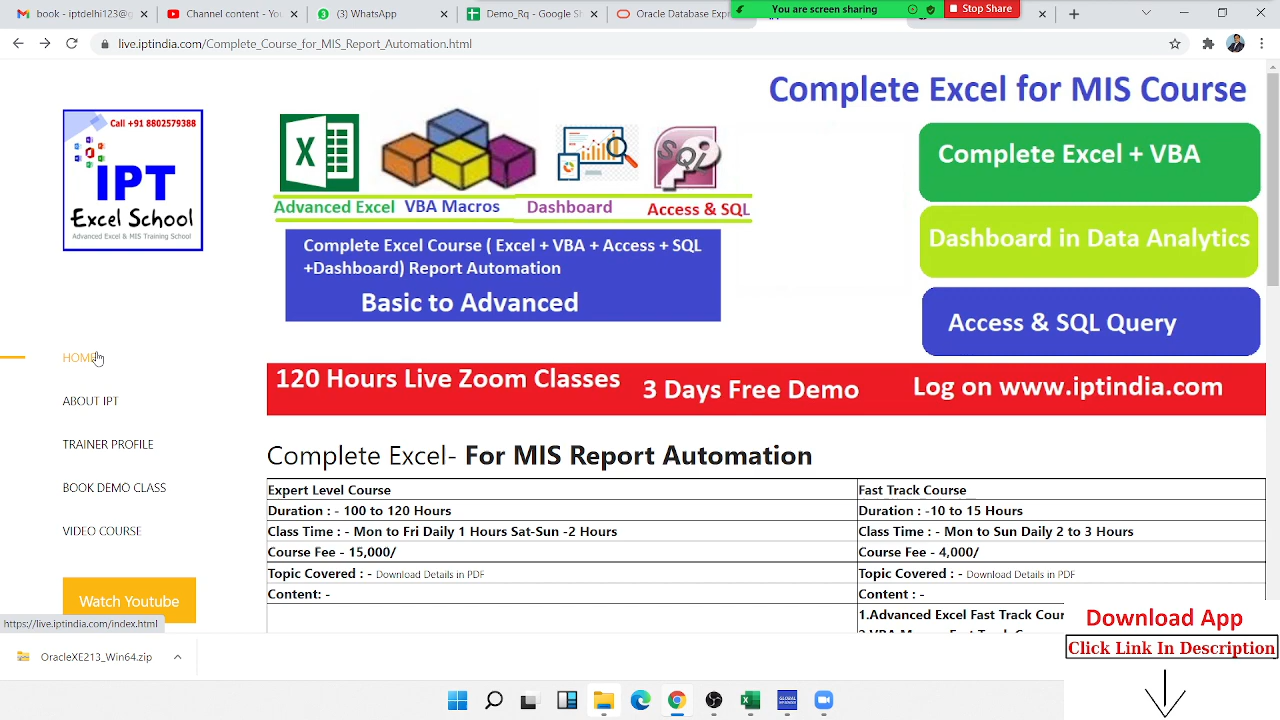 book - iptdelhi123@g
Channel content - Yo
(3) WhatsApp
Demo_Rq - Google Sh
Oracle Database Expr
You are screen sharing
Stop Share
live.iptindia.com/Complete_Course_for_MIS_Report_Automation.html
Call +91 8802579388
IPT
Excel School
Advanced Excel & MIS Training School
Complete Excel for MIS Course
X
SQL
Advanced Excel
VBA Macros
Dashboard
Access & SQL
Complete Excel Course ( Excel + VBA + Access + SQL
+Dashboard) Report Automation
Basic to Advanced
Complete Excel + VBA
Dashboard in Data Analytics
Access & SQL Query
120 Hours Live Zoom Classes
3 Days Free Demo
Log on www.iptindia.com
HOME
ABOUT IPT
TRAINER PROFILE
BOOK DEMO CLASS
VIDEO COURSE
Watch Youtube
Complete Excel- For MIS Report Automation
Expert Level Course
Fast Track Course
Duration : - 100 to 120 Hours
Duration : -10 to 15 Hours
Class Time : - Mon to Fri Daily 1 Hours Sat-Sun -2 Hours
Class Time : - Mon to Sun Daily 2 to 3 Hours
Course Fee - 15,000/
Course Fee - 4,000/
Topic Covered : - Download Details in PDF
Topic Covered : - Download Details in PDF
Content: -
Content : -
1.Advanced Excel Fast Track Cour
https://live.iptindia.com/index.html
OracleXE213_Win64.zip
Download App
Click Link In Description
GLOBAL